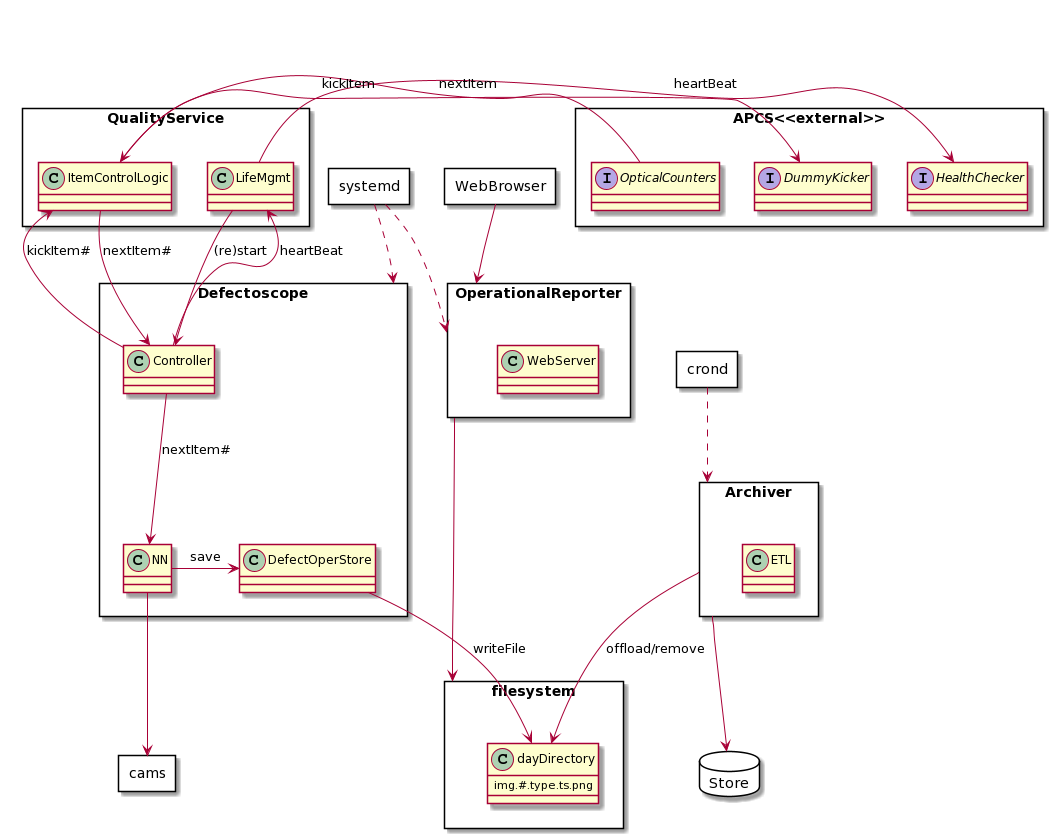 kickItem
nextItem
heartBeat
QualityService
APCS<<external>>
C ItemControlLogic
C LifeMgmt
systemd
WebBrowser
I OpticalCounters
I DummyKicker
I HealthChecker
kickItem#
nextItem#
(re)start
heartBeat
Defectoscope
OperationalReporter
C Controller
C WebServer
crond
nextItem#
Archiver
C NN
save
C DefectOperStore
C ETL
writeFile
offload/remove
filesystem
C dayDirectory
img.#.type.ts.png
cams
Store